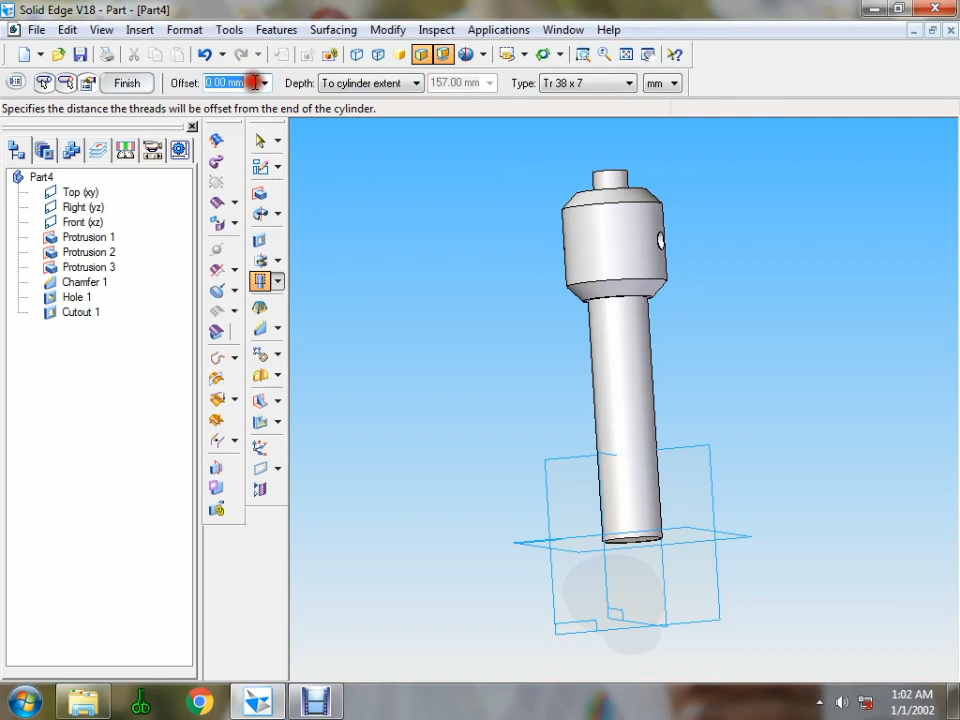 Solid Edge V18 - Part - [Part4]
File Edit View Insert Format Tools Features Surfacing Modify Inspect Applications Window Help
Finish Offset: 0.00 mm Depth: To cylinder extent 157.00 mm Type: Tr 38 x 7 mm
Specifies the distance the threads will be offset from the end of the cylinder.
Part4
Top (xy)
Right (yz)
Front (xz)
Protrusion 1
Protrusion 2
Protrusion 3
Chamfer 1
Hole 1
Cutout 1
1:02 AM
1/1/2002